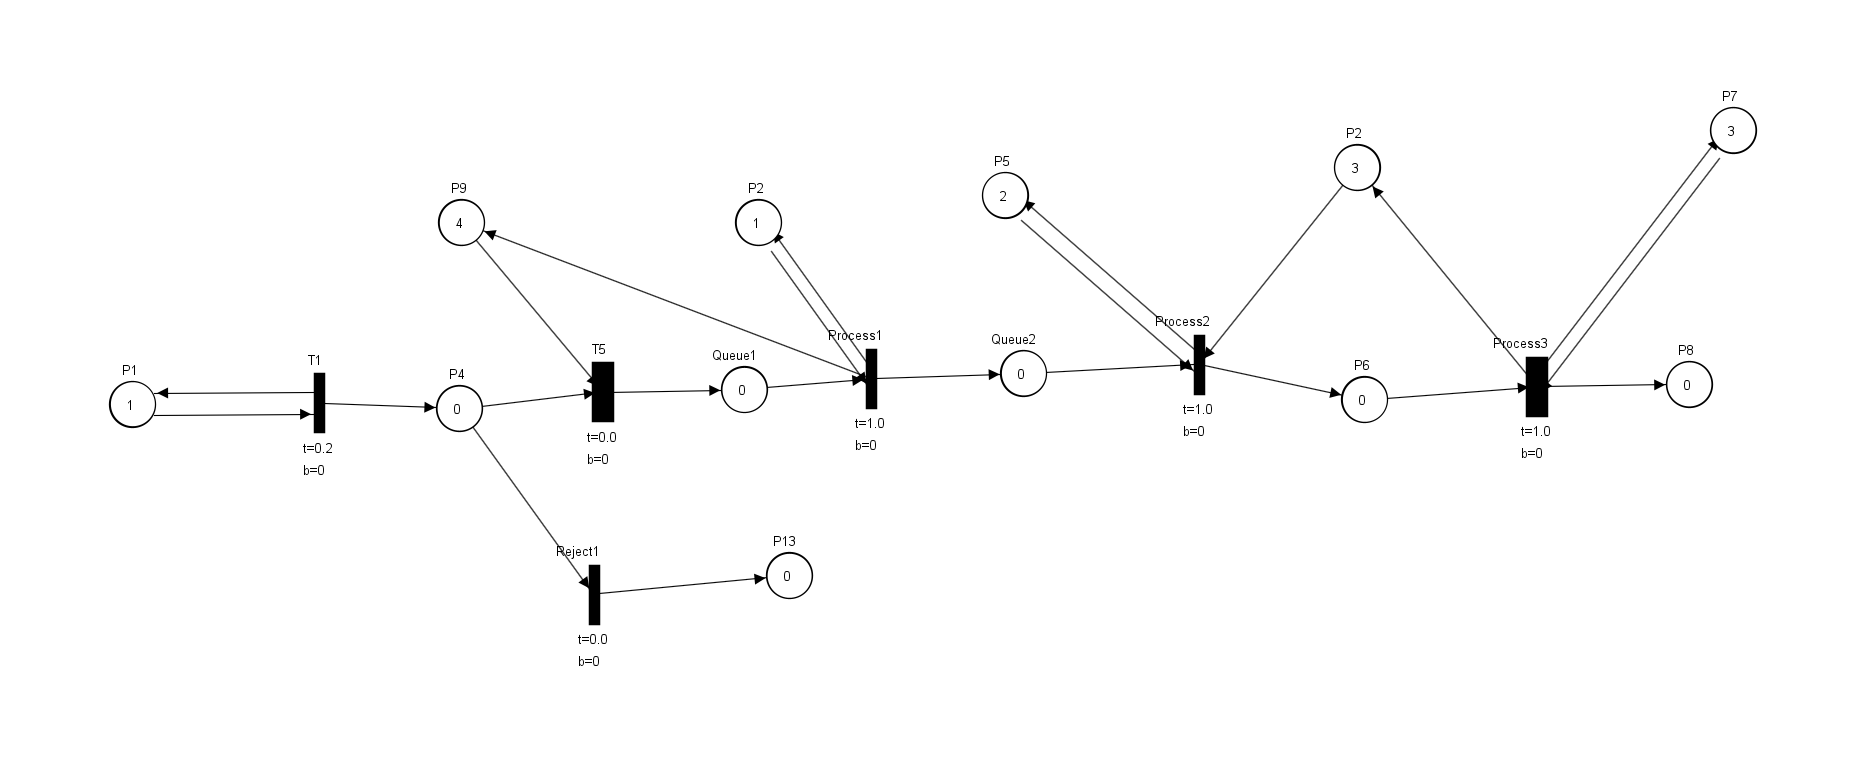 P7
3
P2
3
P5
2
P9
4
P2
1
Process2
Process1
Queue2
0
Process3
T5
Queue1
0
T1
P1
1
P4
0
P6
0
P8
0
t=1.0
b=0
t=1.0
b=0
t=1.0
b=0
t=0.0
b=0
t=0.2
b=0
Reject1
P13
0
t=0.0
b=0